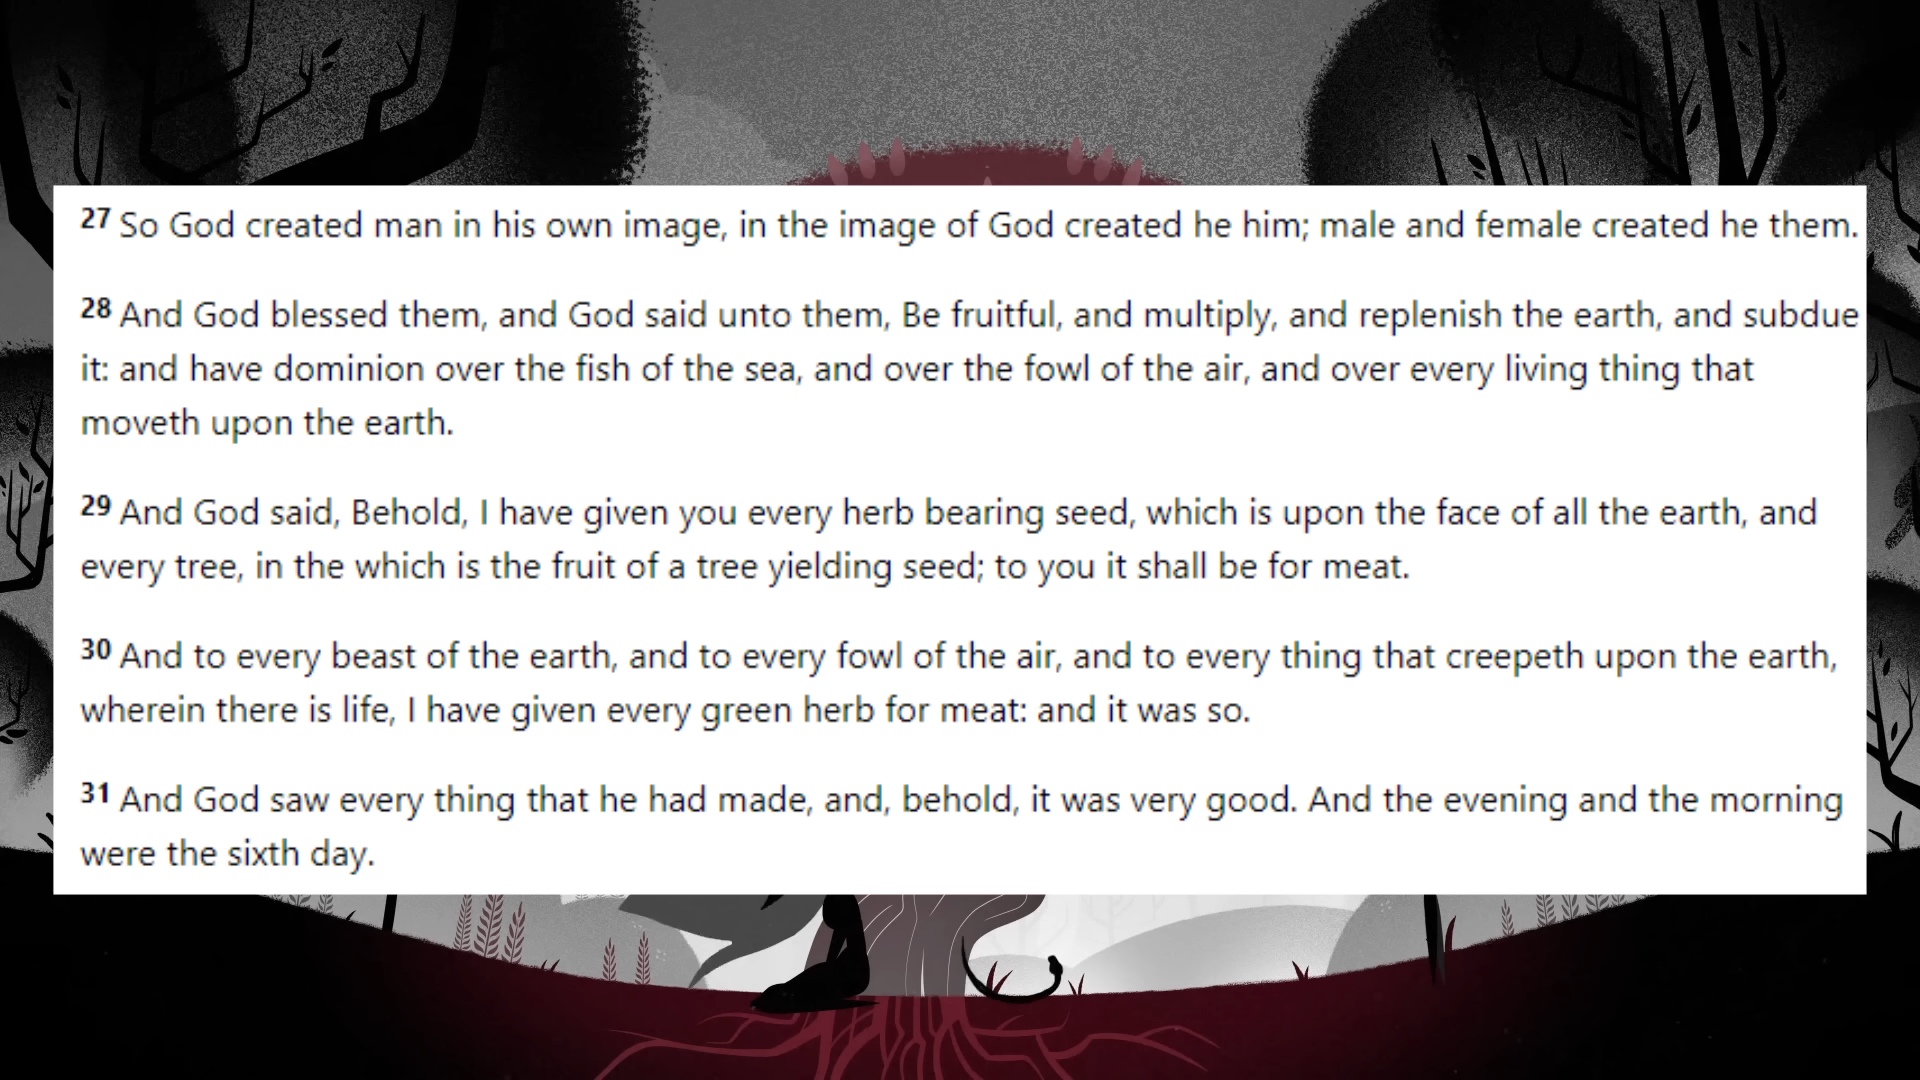 27 So God created man in his own image, in the image of God created he him; male and female created he them.
28 And God blessed them, and God said unto them, Be fruitful, and multiply, and replenish the earth, and subdue
it: and have dominion over the fish of the sea, and over the fowl of the air, and over every living thing that
moveth upon the earth.
29 And God said, Behold, I have given you every herb bearing seed, which is upon the face of all the earth, and
every tree, in the which is the fruit of a tree yielding seed; to you it shall be for meat.
30 And to every beast of the earth, and to every fowl of the air, and to every thing that creepeth upon the earth,
wherein there is life, I have given every green herb for meat: and it was so.
31 And God saw every thing that he had made, and, behold, it was very good. And the evening and the morning
were the sixth day.